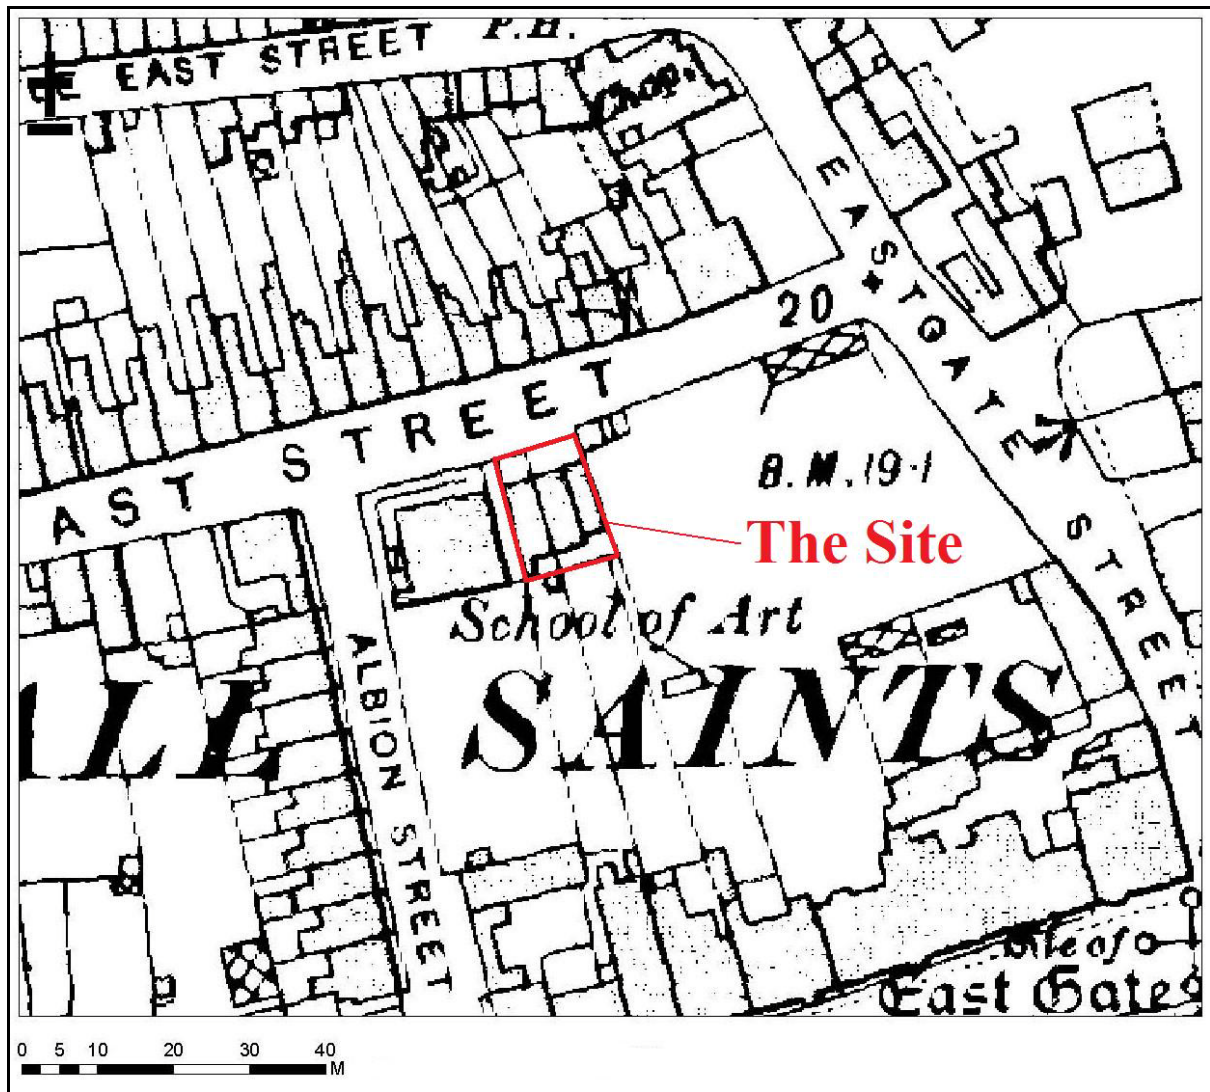 P.H.
EAST STREET
Chap.
EASTGATE STREET
20
AST STREET
B.M. 19·1
The Site
School of Art
ALL SAINTS
ALBION STREET
Site of
East Gate
0 5 10 20 30 40
M